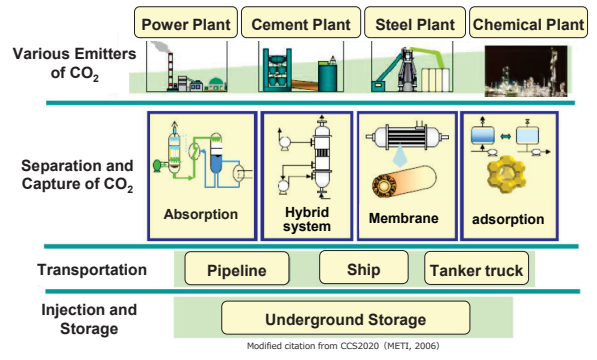 Power Plant
Cement Plant
Steel Plant
Chemical Plant
Various Emitters
of CO₂
Separation and
Capture of CO₂
Absorption
Hybrid
system
Membrane
adsorption
Transportation
Pipeline
Ship
Tanker truck
Injection and
Storage
Underground Storage
Modified citation from CCS2020 (METI, 2006)